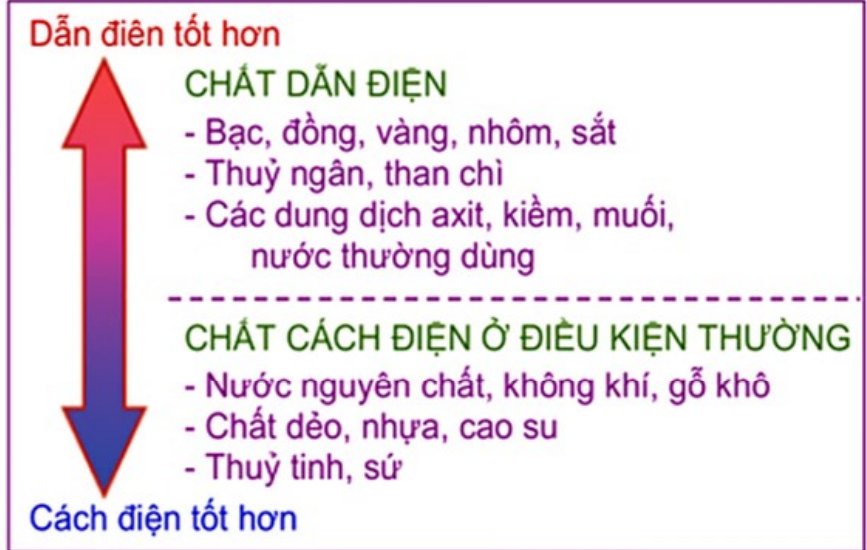 Dẫn điên tốt hơn
CHẤT DẪN ĐIỆN
- Bạc, đồng, vàng, nhôm, sắt
- Thuỷ ngân, than chì
- Các dung dịch axit, kiềm, muối,
nước thường dùng
CHẤT CÁCH ĐIỆN Ở ĐIỀU KIỆN THƯỜNG
- Nước nguyên chất, không khí, gỗ khô
- Chất dẻo, nhựa, cao su
- Thuỷ tinh, sứ
Cách điện tốt hơn